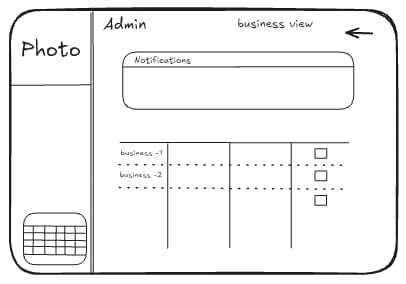 Admin
business view
Photo
Notifications
business -1
business -2